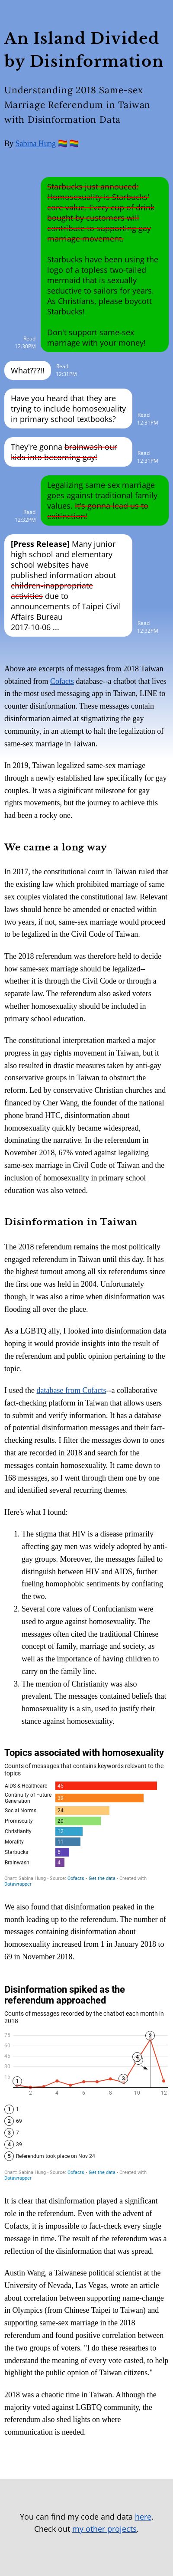 An Island Divided
by Disinformation
Understanding 2018 Same-sex
Marriage Referendum in Taiwan
with Disinformation Data
By Sabina Hung 🏳️‍🌈 🏳️‍🌈
Starbucks just annouced:
Homosexuality is Starbucks'
core value. Every cup of drink
bought by customers will
contribute to supporting gay
marriage movement.
Starbucks have been using the
logo of a topless two-tailed
mermaid that is sexually
seductive to sailors for years.
As Christians, please boycott
Starbucks!
Don't support same-sex
marriage with your money!
Read
12:30PM
What???!!
Read
12:31PM
Have you heard that they are
trying to include homosexuality
in primary school textbooks?
Read
12:31PM
They're gonna brainwash our
kids into becoming gay!
Read
12:31PM
Legalizing same-sex marriage
goes against traditional family
values. It's gonna lead us to
exitinction!
Read
12:32PM
[Press Release] Many junior
high school and elementary
school websites have
published information about
children-inappropriate
activities due to
announcements of Taipei Civil
Affairs Bureau
2017-10-06 ...
Read
12:32PM
Above are excerpts of messages from 2018 Taiwan
obtained from Cofacts database--a chatbot that lives
in the most used messaging app in Taiwan, LINE to
counter disinformation. These messages contain
disinformation aimed at stigmatizing the gay
community, in an attempt to halt the legalization of
same-sex marriage in Taiwan.
In 2019, Taiwan legalized same-sex marriage
through a newly established law specifically for gay
couples. It was a siginificant milestone for gay
rights movements, but the journey to achieve this
had been a rocky one.
We came a long way
In 2017, the constitutional court in Taiwan ruled that
the existing law which prohibited marriage of same
sex couples violated the constitutional law. Relevant
laws should have to be amended or enacted within
two years, if not, same-sex marriage would proceed
to be legalized in the Civil Code of Taiwan.
The 2018 referendum was therefore held to decide
how same-sex marriage should be legalized--
whether it is through the Civil Code or through a
separate law. The referendum also asked voters
whether homosexuality should be included in
primary school education.
The constitutional interpretation marked a major
progress in gay rights movement in Taiwan, but it
also resulted in drastic measures taken by anti-gay
conservative groups in Taiwan to obstruct the
reform. Led by conservative Christian churches and
financed by Cher Wang, the founder of the national
phone brand HTC, disinformation about
homosexuality quickly became widespread,
dominating the narrative. In the referendum in
November 2018, 67% voted against legalizing
same-sex marriage in Civil Code of Taiwan and the
inclusion of homosexuality in primary school
education was also vetoed.
Disinformation in Taiwan
The 2018 referendum remains the most politically
engaged referendum in Taiwan until this day. It has
the highest turnout among all six referendums since
the first one was held in 2004. Unfortunately
though, it was also a time when disinformation was
flooding all over the place.
As a LGBTQ ally, I looked into disinformation data
hoping it would provide insights into the result of
the referendum and public opinion pertaining to the
topic.
I used the database from Cofacts--a collaborative
fact-checking platform in Taiwan that allows users
to submit and verify information. It has a database
of potential disinformation messages and their fact-
checking results. I filter the messages down to ones
that are recorded in 2018 and search for the
messages contain homosexuality. It came down to
168 messages, so I went through them one by one
and identified several recurring themes.
Here's what I found:
1. The stigma that HIV is a disease primarily
affecting gay men was widely adopted by anti-
gay groups. Moreover, the messages failed to
distinguish between HIV and AIDS, further
prompted homophobic sentiments by conflating
the two.
2. Several core values of Confucianism were
used to argue against homosexuality. The
messages often cited the traditional Chinese
concept of family, marriage and society, as
well as the importance of having children to
carry on the family line.
3. The mention of Christianity was also
prevalent. The messages included beliefs that
homosexuality is a sin, used to justify their
stance against homosexuality.
Topics associated with homosexuality
Counts of messages that contains keywords relevant to the
topics
AIDS & Healthcare 45
Continuity of Future
Generation
39
Social Norms 24
Promiscuity 20
Christianity 12
Morality 11
Starbucks 6
Brainwash 4
Chart: Sabina Hung • Source: Cofacts • Get the data • Created with
Datawrapper
We also found that disinformation peaked in the
month leading up to the referendum. The number of
messages containing disinformation about
homosexuality increased from 1 in January 2018 to
69 in November 2018.
Disinformation spiked as the
referendum approached
Counts of messages recorded by the chatbot each month in
2018
75
60
45
30
15
2 4 6 8 10 12
1
2
3
4
1 1
2 69
3 7
4 39
5 Referendum took place on Nov 24
Chart: Sabina Hung • Source: Cofacts • Get the data • Created with
Datawrapper
It is clear that disinformation played a significant
role in the referendum. Even with the advent of
Cofacts, it is impossible to fact-check every single
message in time. The result of the referendum was a
reflection of the disinformation that was spread.
Austin Wang, a Taiwanese political scientist at the
University of Nevada, Las Vegas, wrote an article
about correlation between supporting name-change
in Olympics (from Chinese Taipei to Taiwan) and
supporting same-sex marriage in the 2018
referendum and found positive correlation between
the two groups of voters. "I do these researches to
understand the meaning of every vote casted, to help
highlight the public opinion of Taiwan citizens."
2018 was a chaotic time in Taiwan. Although the
majority voted against LGBTQ community, the
referendum also shed lights on where
communication is needed.
You can find my code and data here.
Check out my other projects.